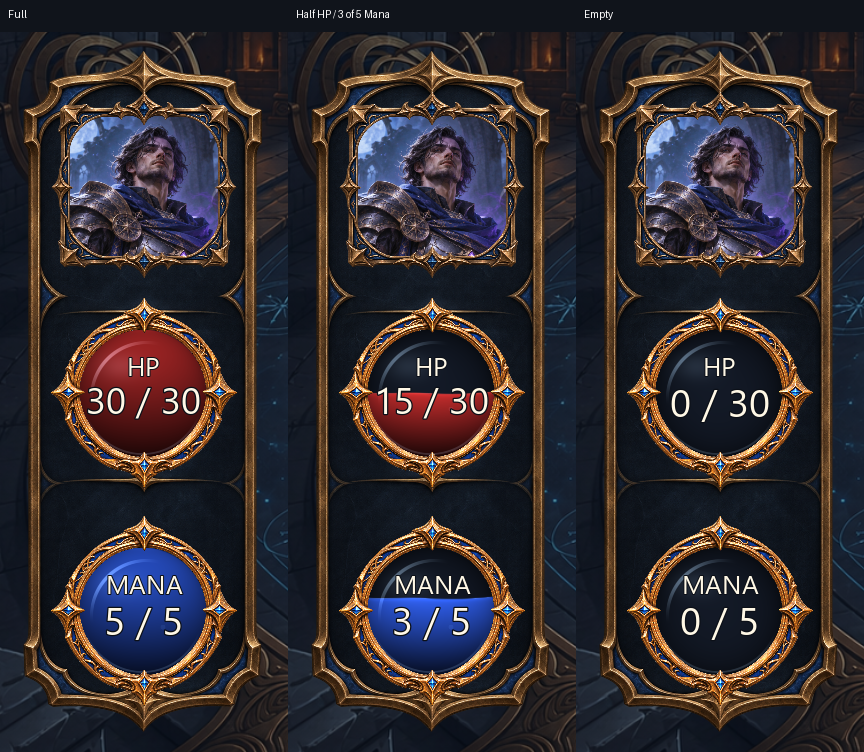 Full
HP
30 / 30
MANA
5 / 5
Half HP / 3 of 5 Mana
HP
15 / 30
MANA
3 / 5
Empty
HP
0 / 30
MANA
0 / 5